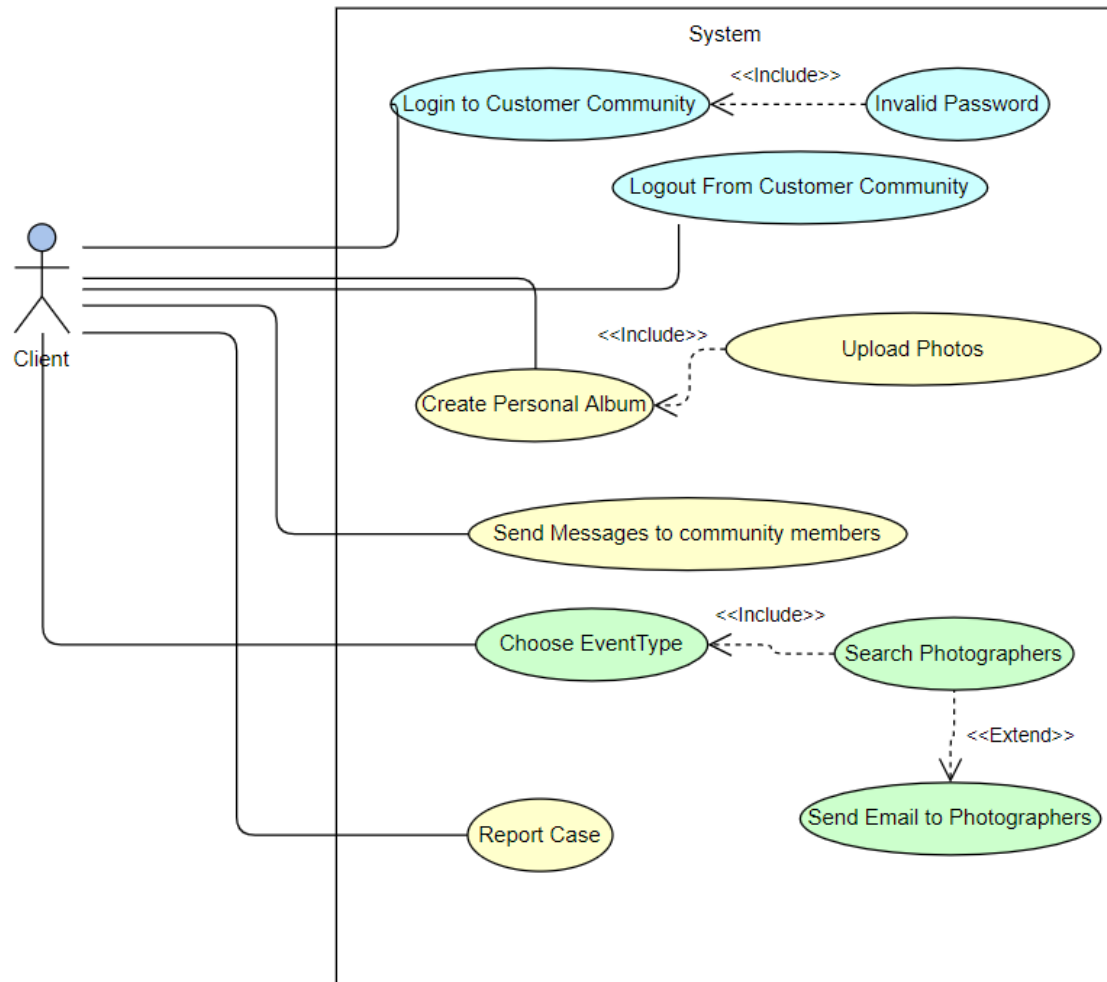 System
<<Include>>
Login to Customer Community
Invalid Password
Logout From Customer Community
Client
<<Include>>
Upload Photos
Create Personal Album
Send Messages to community members
<<Include>>
Choose EventType
Search Photographers
<<Extend>>
Send Email to Photographers
Report Case